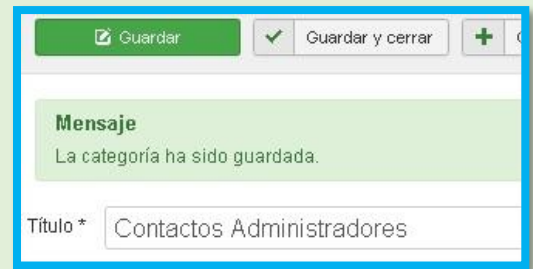 Guardar Guardar y cerrar
Mensaje
La categoría ha sido guardada.
Título * Contactos Administradores